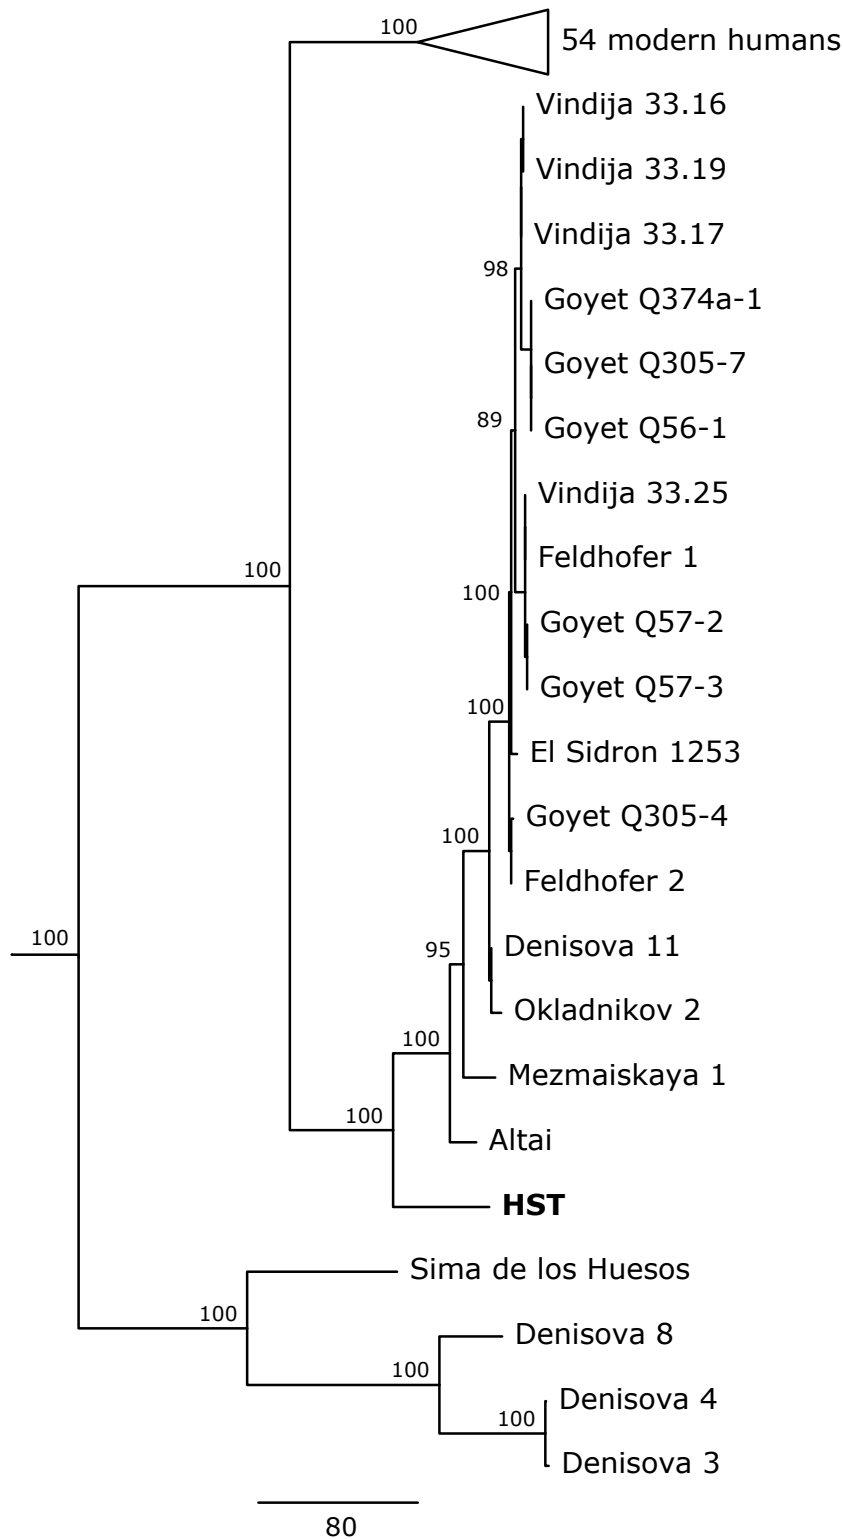 100
54 modern humans
Vindija 33.16
Vindija 33.19
Vindija 33.17
98
Goyet Q374a-1
Goyet Q305-7
89
Goyet Q56-1
Vindija 33.25
Feldhofer 1
100
100
Goyet Q57-2
Goyet Q57-3
100
El Sidron 1253
Goyet Q305-4
100
Feldhofer 2
100
95
Denisova 11
Okladnikov 2
100
Mezmaiskaya 1
100
Altai
HST
Sima de los Huesos
100
Denisova 8
100
Denisova 4
100
Denisova 3
80